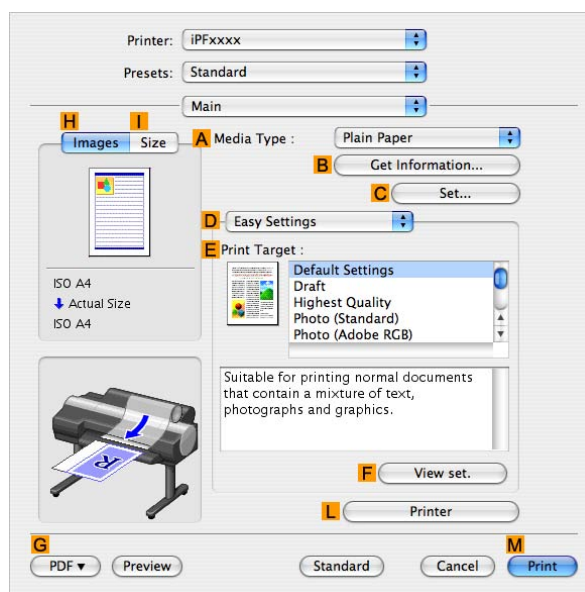 Printer: iPFxxxx
Presets: Standard
Main
H I
Images Size
A Media Type : Plain Paper
B Get Information...
C Set...
D Easy Settings
E Print Target :
Default Settings
Draft
Highest Quality
Photo (Standard)
Photo (Adobe RGB)
ISO A4
Actual Size
ISO A4
Suitable for printing normal documents
that contain a mixture of text,
photographs and graphics.
F View set.
L Printer
G M
PDF ▼ Preview Standard Cancel Print